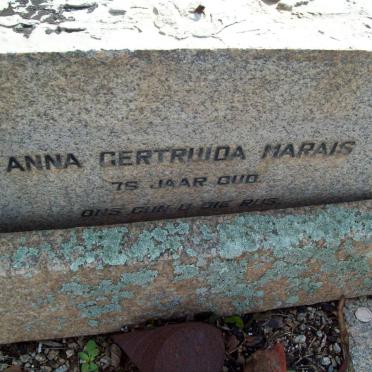 ANNA GERTRUIDA MARAIS
75 JAAR OUD
ONS GUN U DIE RUS